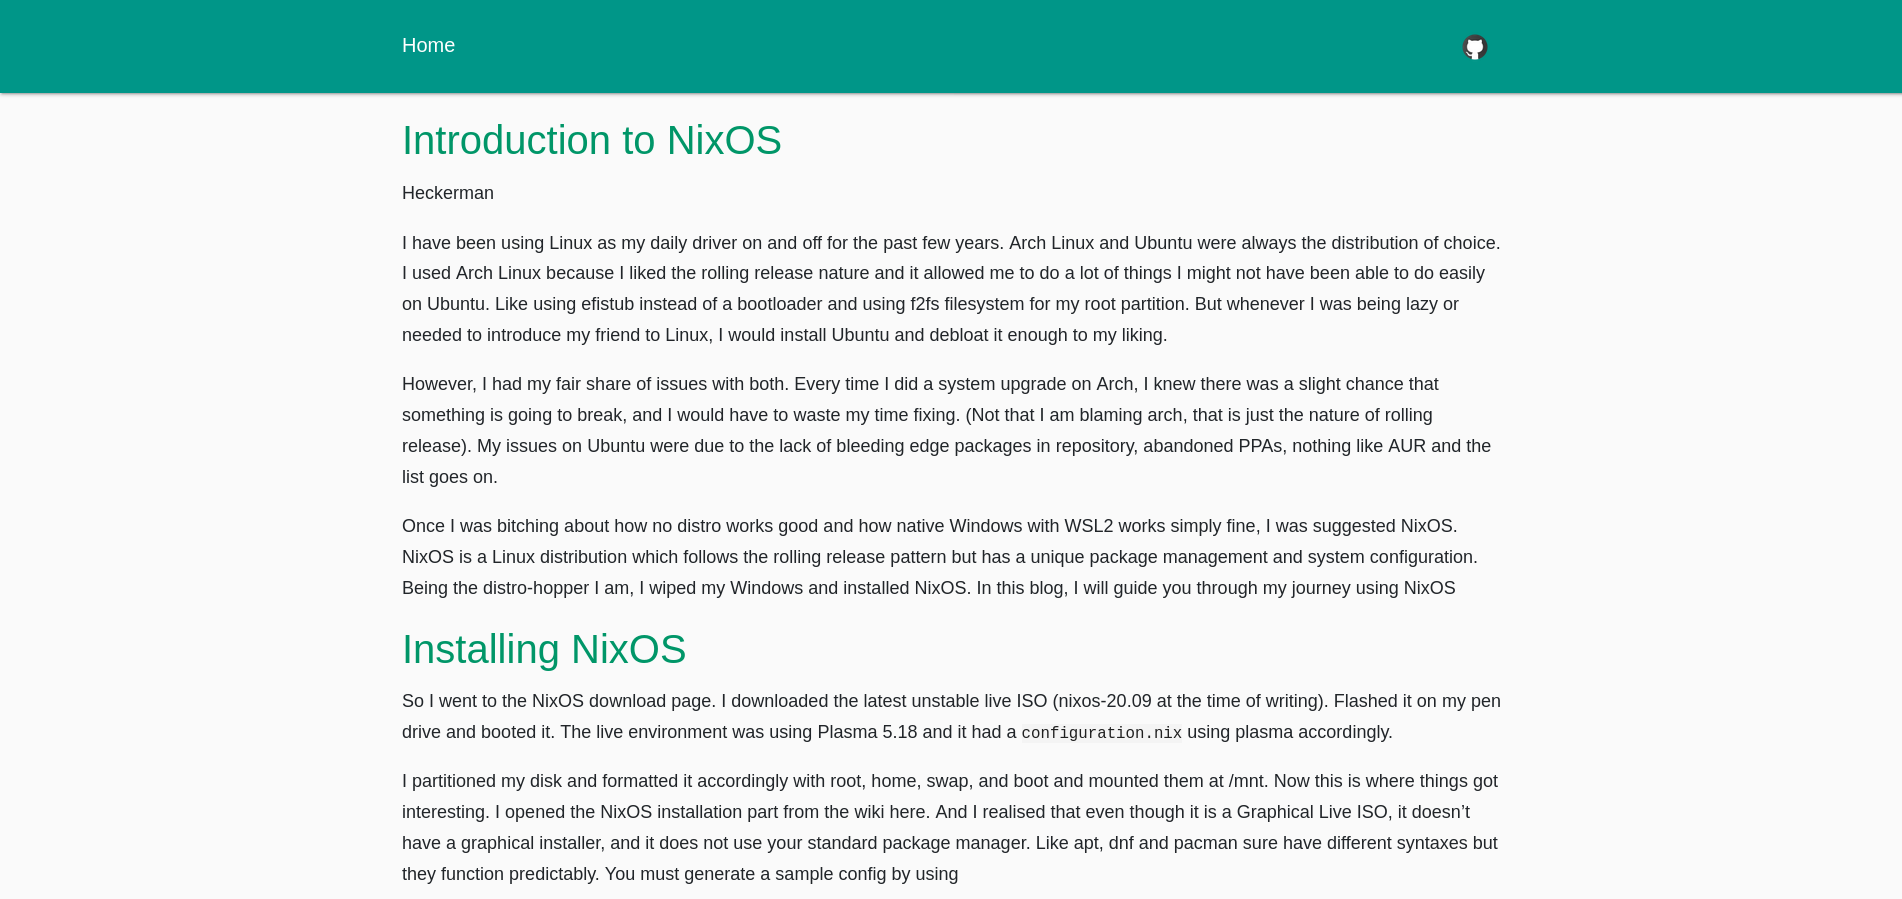 Home
Introduction to NixOS
Heckerman
I have been using Linux as my daily driver on and off for the past few years. Arch Linux and Ubuntu were always the distribution of choice.
I used Arch Linux because I liked the rolling release nature and it allowed me to do a lot of things I might not have been able to do easily
on Ubuntu. Like using efistub instead of a bootloader and using f2fs filesystem for my root partition. But whenever I was being lazy or
needed to introduce my friend to Linux, I would install Ubuntu and debloat it enough to my liking.
However, I had my fair share of issues with both. Every time I did a system upgrade on Arch, I knew there was a slight chance that
something is going to break, and I would have to waste my time fixing. (Not that I am blaming arch, that is just the nature of rolling
release). My issues on Ubuntu were due to the lack of bleeding edge packages in repository, abandoned PPAs, nothing like AUR and the
list goes on.
Once I was bitching about how no distro works good and how native Windows with WSL2 works simply fine, I was suggested NixOS.
NixOS is a Linux distribution which follows the rolling release pattern but has a unique package management and system configuration.
Being the distro-hopper I am, I wiped my Windows and installed NixOS. In this blog, I will guide you through my journey using NixOS
Installing NixOS
So I went to the NixOS download page. I downloaded the latest unstable live ISO (nixos-20.09 at the time of writing). Flashed it on my pen
drive and booted it. The live environment was using Plasma 5.18 and it had a configuration.nix using plasma accordingly.
I partitioned my disk and formatted it accordingly with root, home, swap, and boot and mounted them at /mnt. Now this is where things got
interesting. I opened the NixOS installation part from the wiki here. And I realised that even though it is a Graphical Live ISO, it doesn’t
have a graphical installer, and it does not use your standard package manager. Like apt, dnf and pacman sure have different syntaxes but
they function predictably. You must generate a sample config by using